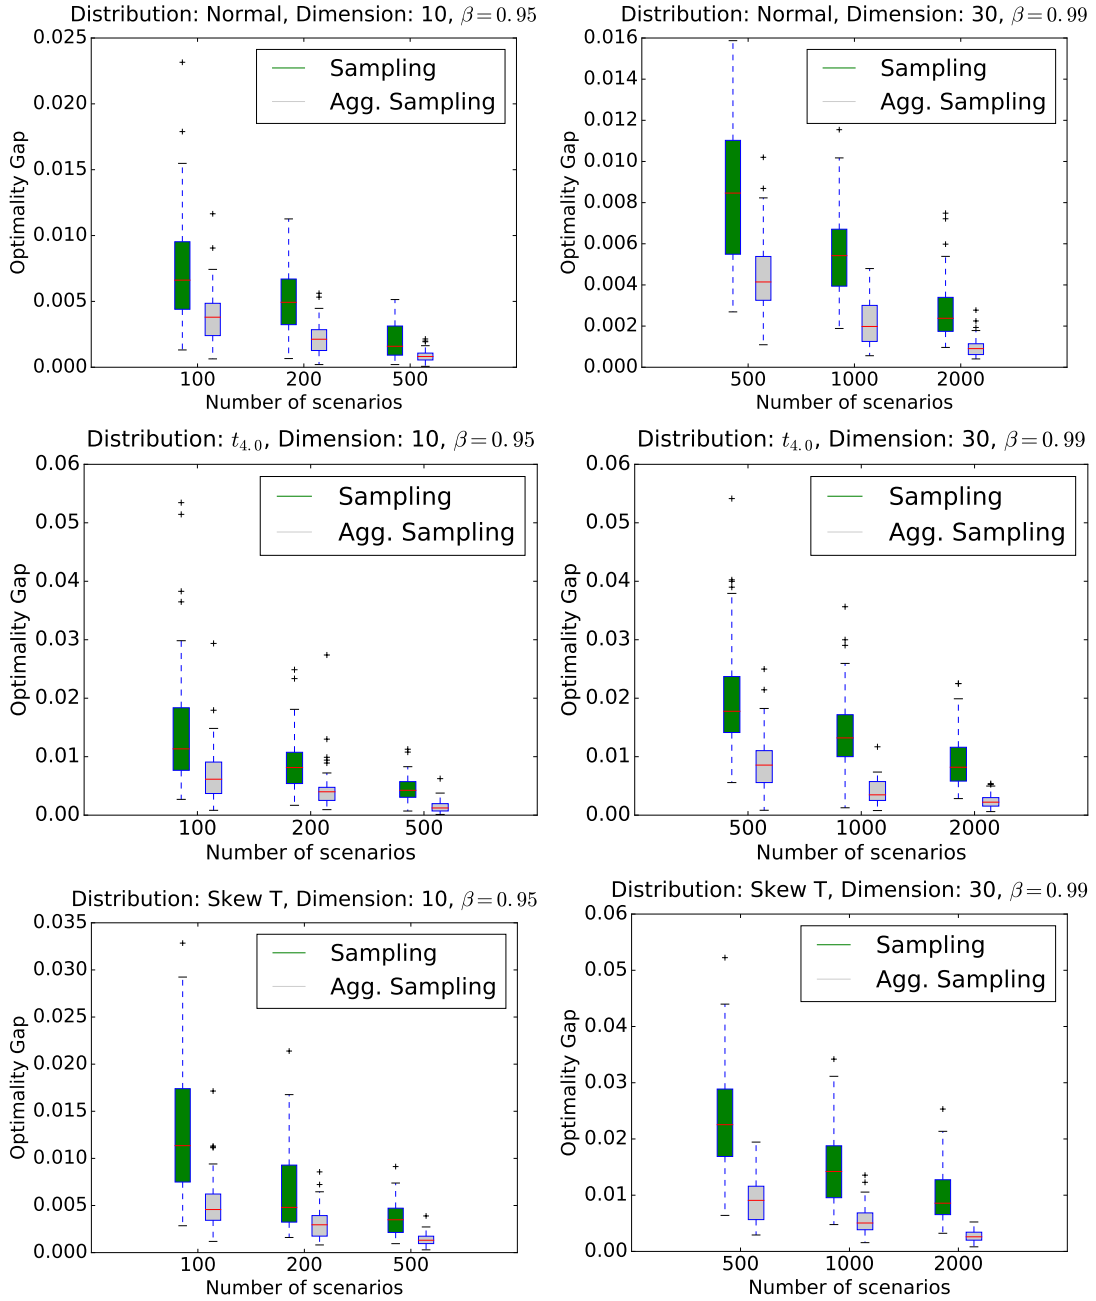 Distribution: Normal, Dimension: 10, β=0.95
Optimality Gap
0.025
0.020
0.015
0.010
0.005
0.000
Sampling
Agg. Sampling
100 200 500
Number of scenarios
Distribution: Normal, Dimension: 30, β=0.99
Optimality Gap
0.016
0.014
0.012
0.010
0.008
0.006
0.004
0.002
0.000
Sampling
Agg. Sampling
500 1000 2000
Number of scenarios
Distribution: t4.0, Dimension: 10, β=0.95
Optimality Gap
0.06
0.05
0.04
0.03
0.02
0.01
0.00
Sampling
Agg. Sampling
100 200 500
Number of scenarios
Distribution: t4.0, Dimension: 30, β=0.99
Optimality Gap
0.06
0.05
0.04
0.03
0.02
0.01
0.00
Sampling
Agg. Sampling
500 1000 2000
Number of scenarios
Distribution: Skew T, Dimension: 10, β=0.95
Optimality Gap
0.035
0.030
0.025
0.020
0.015
0.010
0.005
0.000
Sampling
Agg. Sampling
100 200 500
Number of scenarios
Distribution: Skew T, Dimension: 30, β=0.99
Optimality Gap
0.06
0.05
0.04
0.03
0.02
0.01
0.00
Sampling
Agg. Sampling
500 1000 2000
Number of scenarios